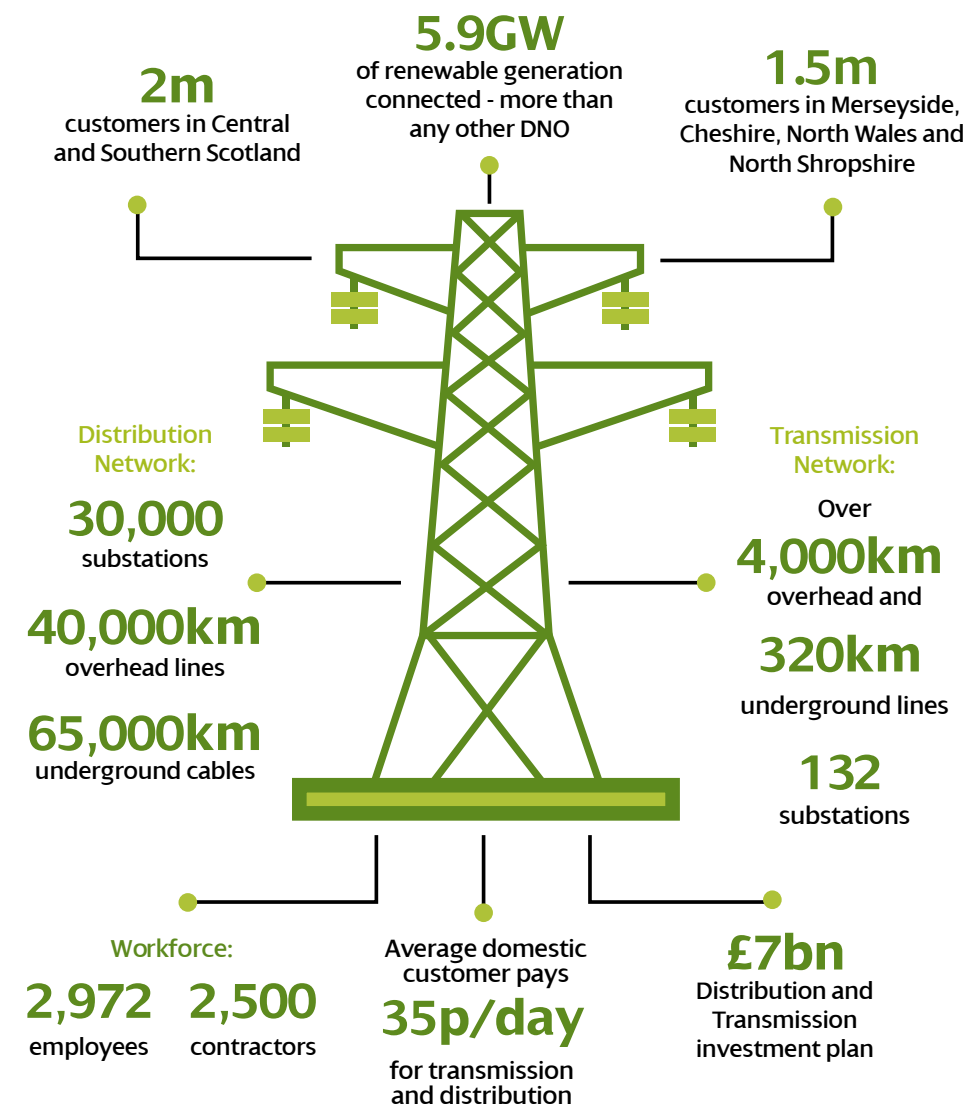 5.9GW
of renewable generation
connected - more than
any other DNO
2m
customers in Central
and Southern Scotland
1.5m
customers in Merseyside,
Cheshire, North Wales and
North Shropshire
Distribution
Network:
30,000
substations
40,000km
overhead lines
65,000km
underground cables
Transmission
Network:
Over
4,000km
overhead and
320km
underground lines
132
substations
Workforce:
2,972 2,500
employees contractors
Average domestic
customer pays
35p/day
for transmission
and distribution
£7bn
Distribution and
Transmission
investment plan